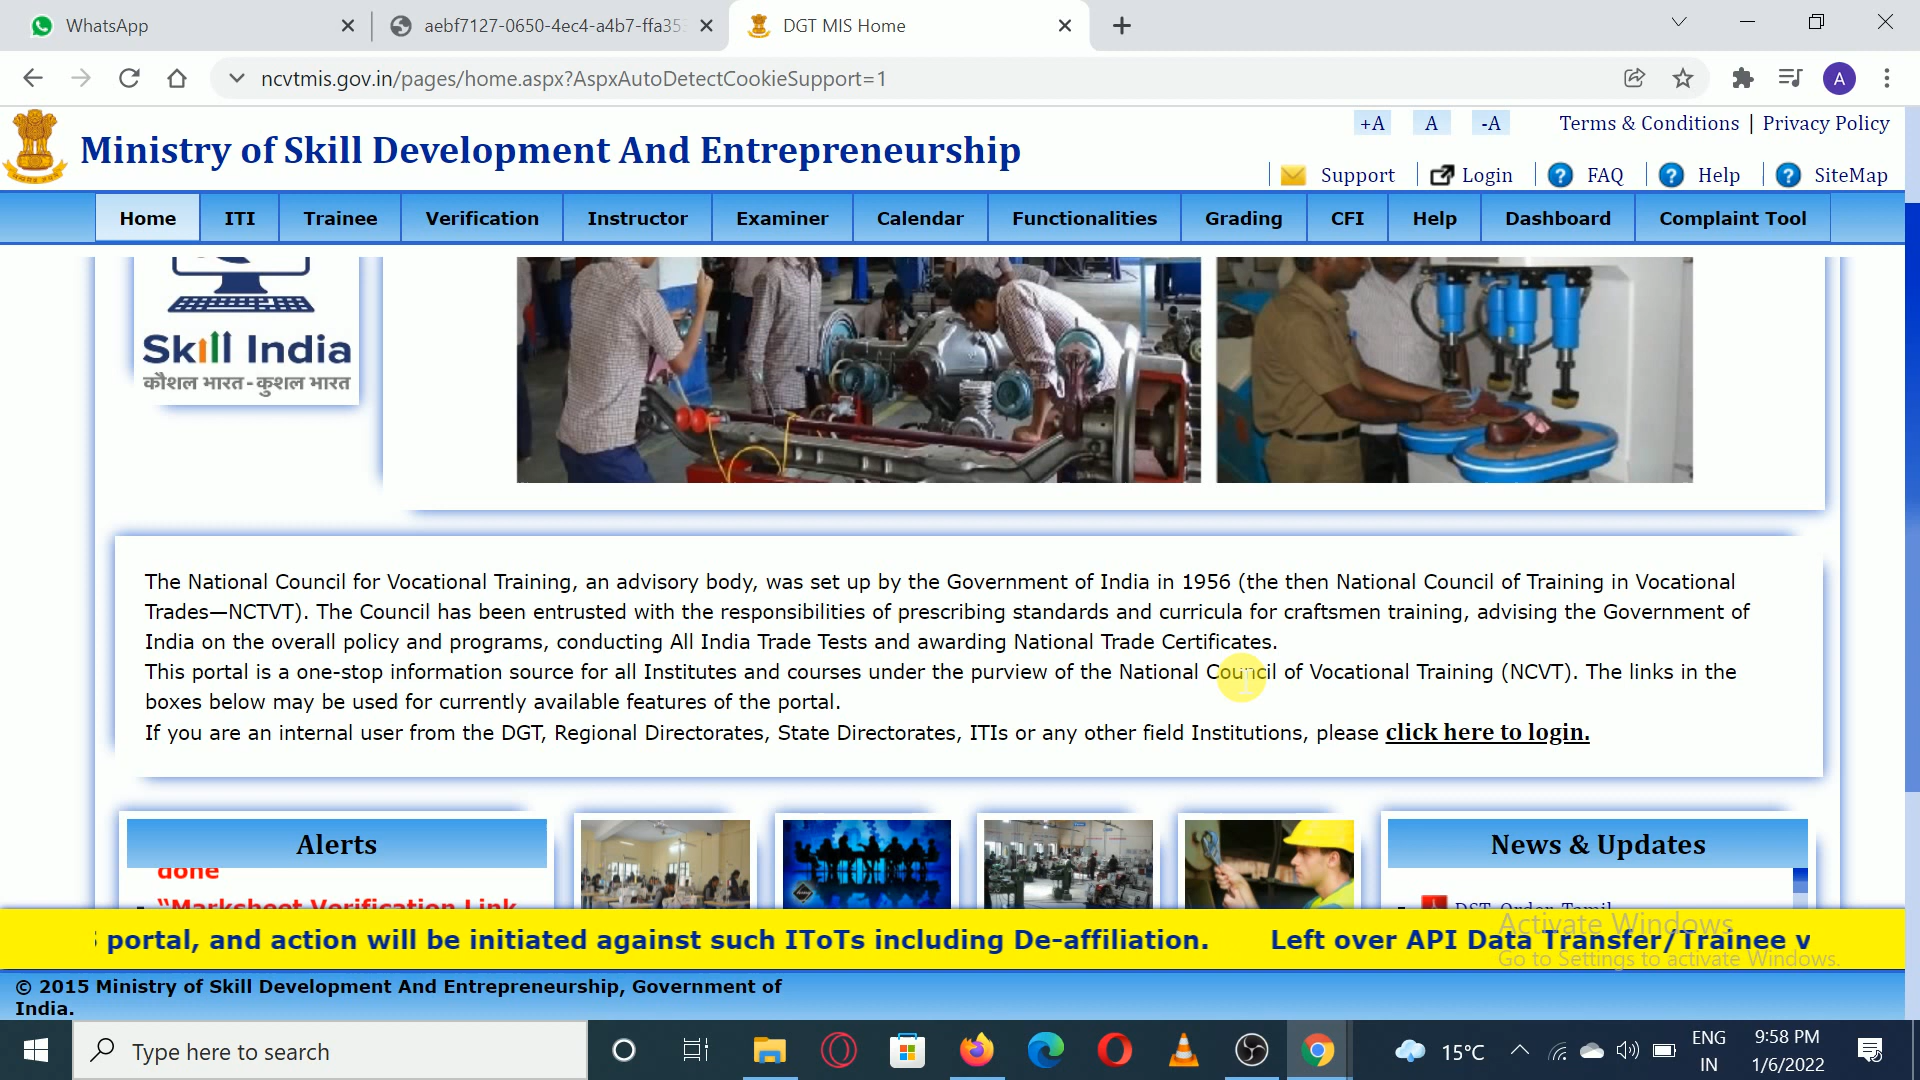 WhatsApp
aebf7127-0650-4ec4-a4b7-ffa35
DGT MIS Home
ncvtmis.gov.in/pages/home.aspx?AspxAutoDetectCookieSupport=1
A
+A A -A Terms & Conditions | Privacy Policy
Ministry of Skill Development And Entrepreneurship
Support Login FAQ Help SiteMap
Home ITI Trainee Verification Instructor Examiner Calendar Functionalities Grading CFI Help Dashboard Complaint Tool
Skill India
कौशल भारत - कुशल भारत
The National Council for Vocational Training, an advisory body, was set up by the Government of India in 1956 (the then National Council of Training in Vocational
Trades—NCTVT). The Council has been entrusted with the responsibilities of prescribing standards and curricula for craftsmen training, advising the Government of
India on the overall policy and programs, conducting All India Trade Tests and awarding National Trade Certificates.
This portal is a one-stop information source for all Institutes and courses under the purview of the National Council of Vocational Training (NCVT). The links in the
boxes below may be used for currently available features of the portal.
If you are an internal user from the DGT, Regional Directorates, State Directorates, ITIs or any other field Institutions, please click here to login.
Alerts
done
"Marksheet Verification Link
News & Updates
DST Order Tamil
portal, and action will be initiated against such IToTs including De-affiliation. Left over API Data Transfer/Trainee v
Activate Windows
Go to Settings to activate Windows.
© 2015 Ministry of Skill Development And Entrepreneurship, Government of
India.
Type here to search
15°C
ENG
IN
9:58 PM
1/6/2022